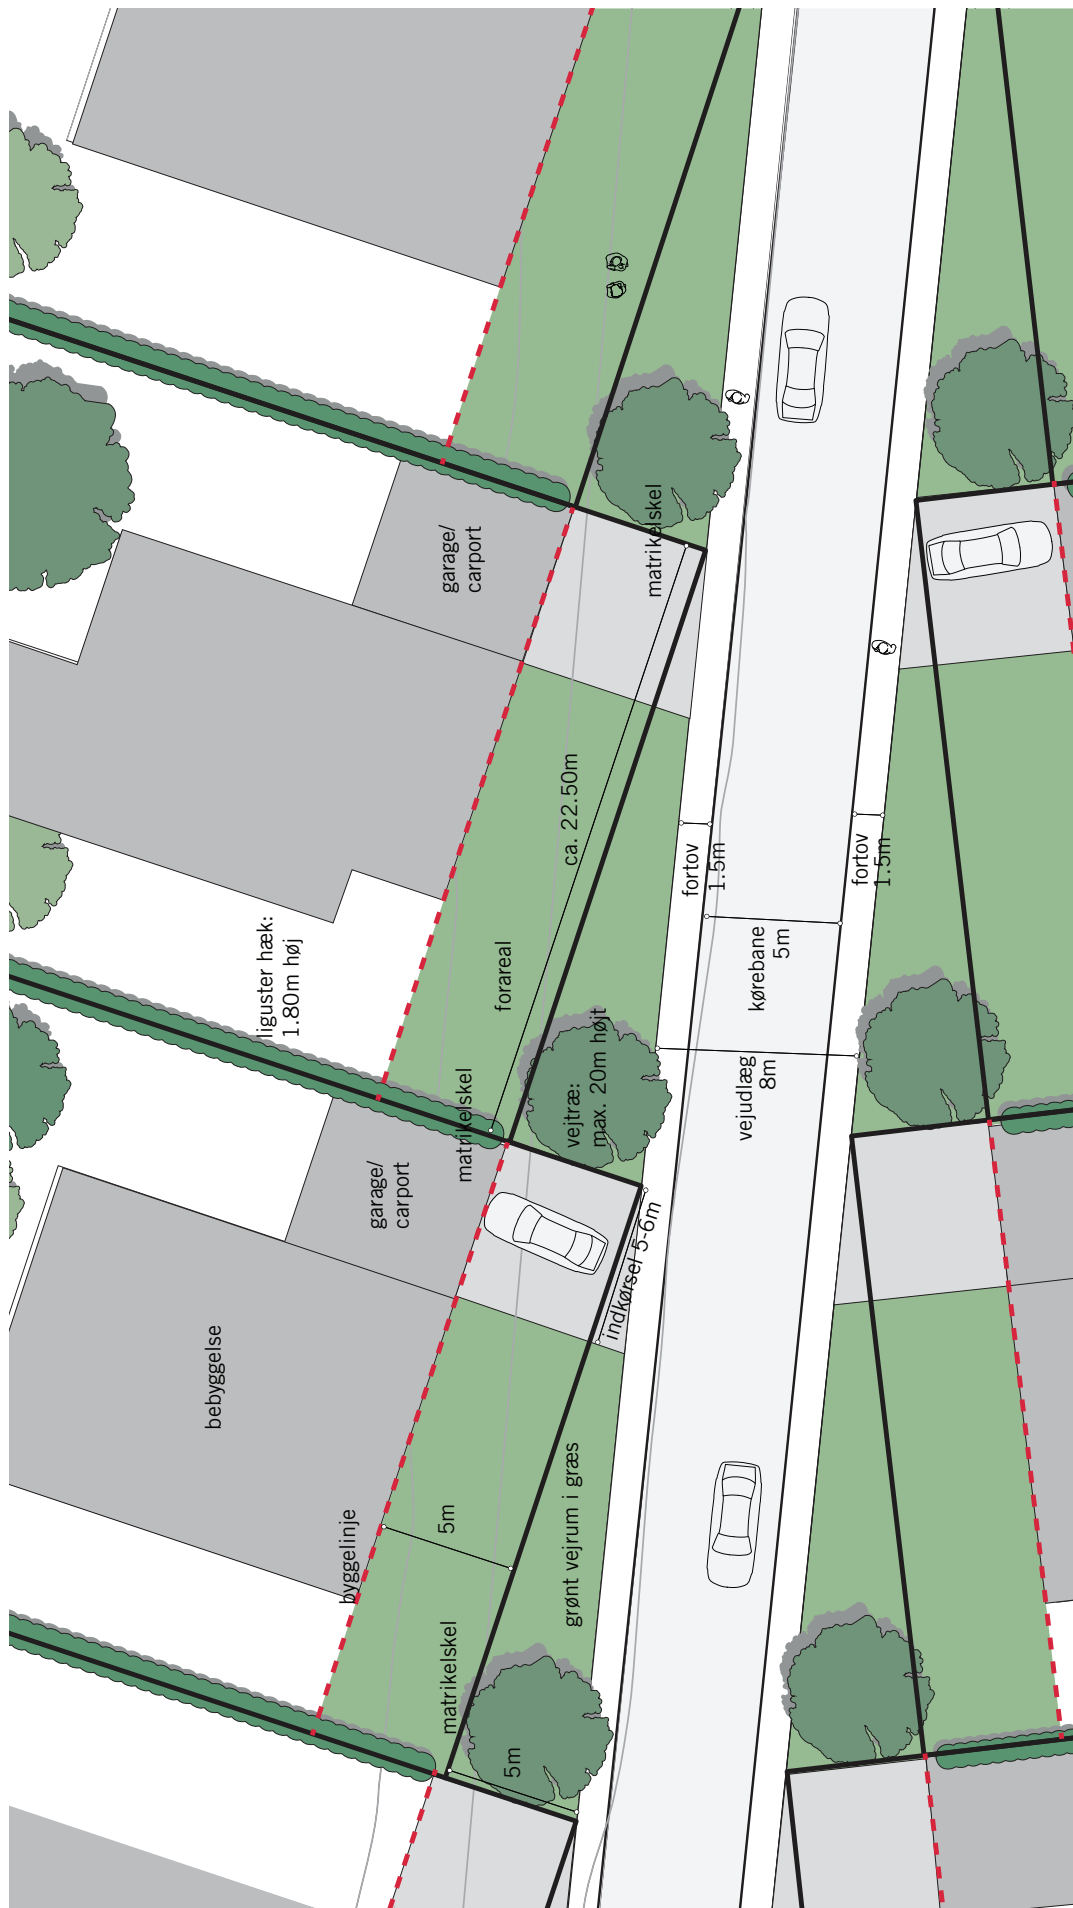 garage/
carport
matrikelskel
ca. 22.50m
fortov
1.5m
fortov
1.5m
liguster hæk:
1.80m høj
forareal
kørebane
5m
vejtræ:
max. 20m højt
vejudlæg
8m
matrikelskel
garage/
carport
indkørsel 5-6m
bebyggelse
byggelinje
5m
grønt vejrum i græs
matrikelskel
5m